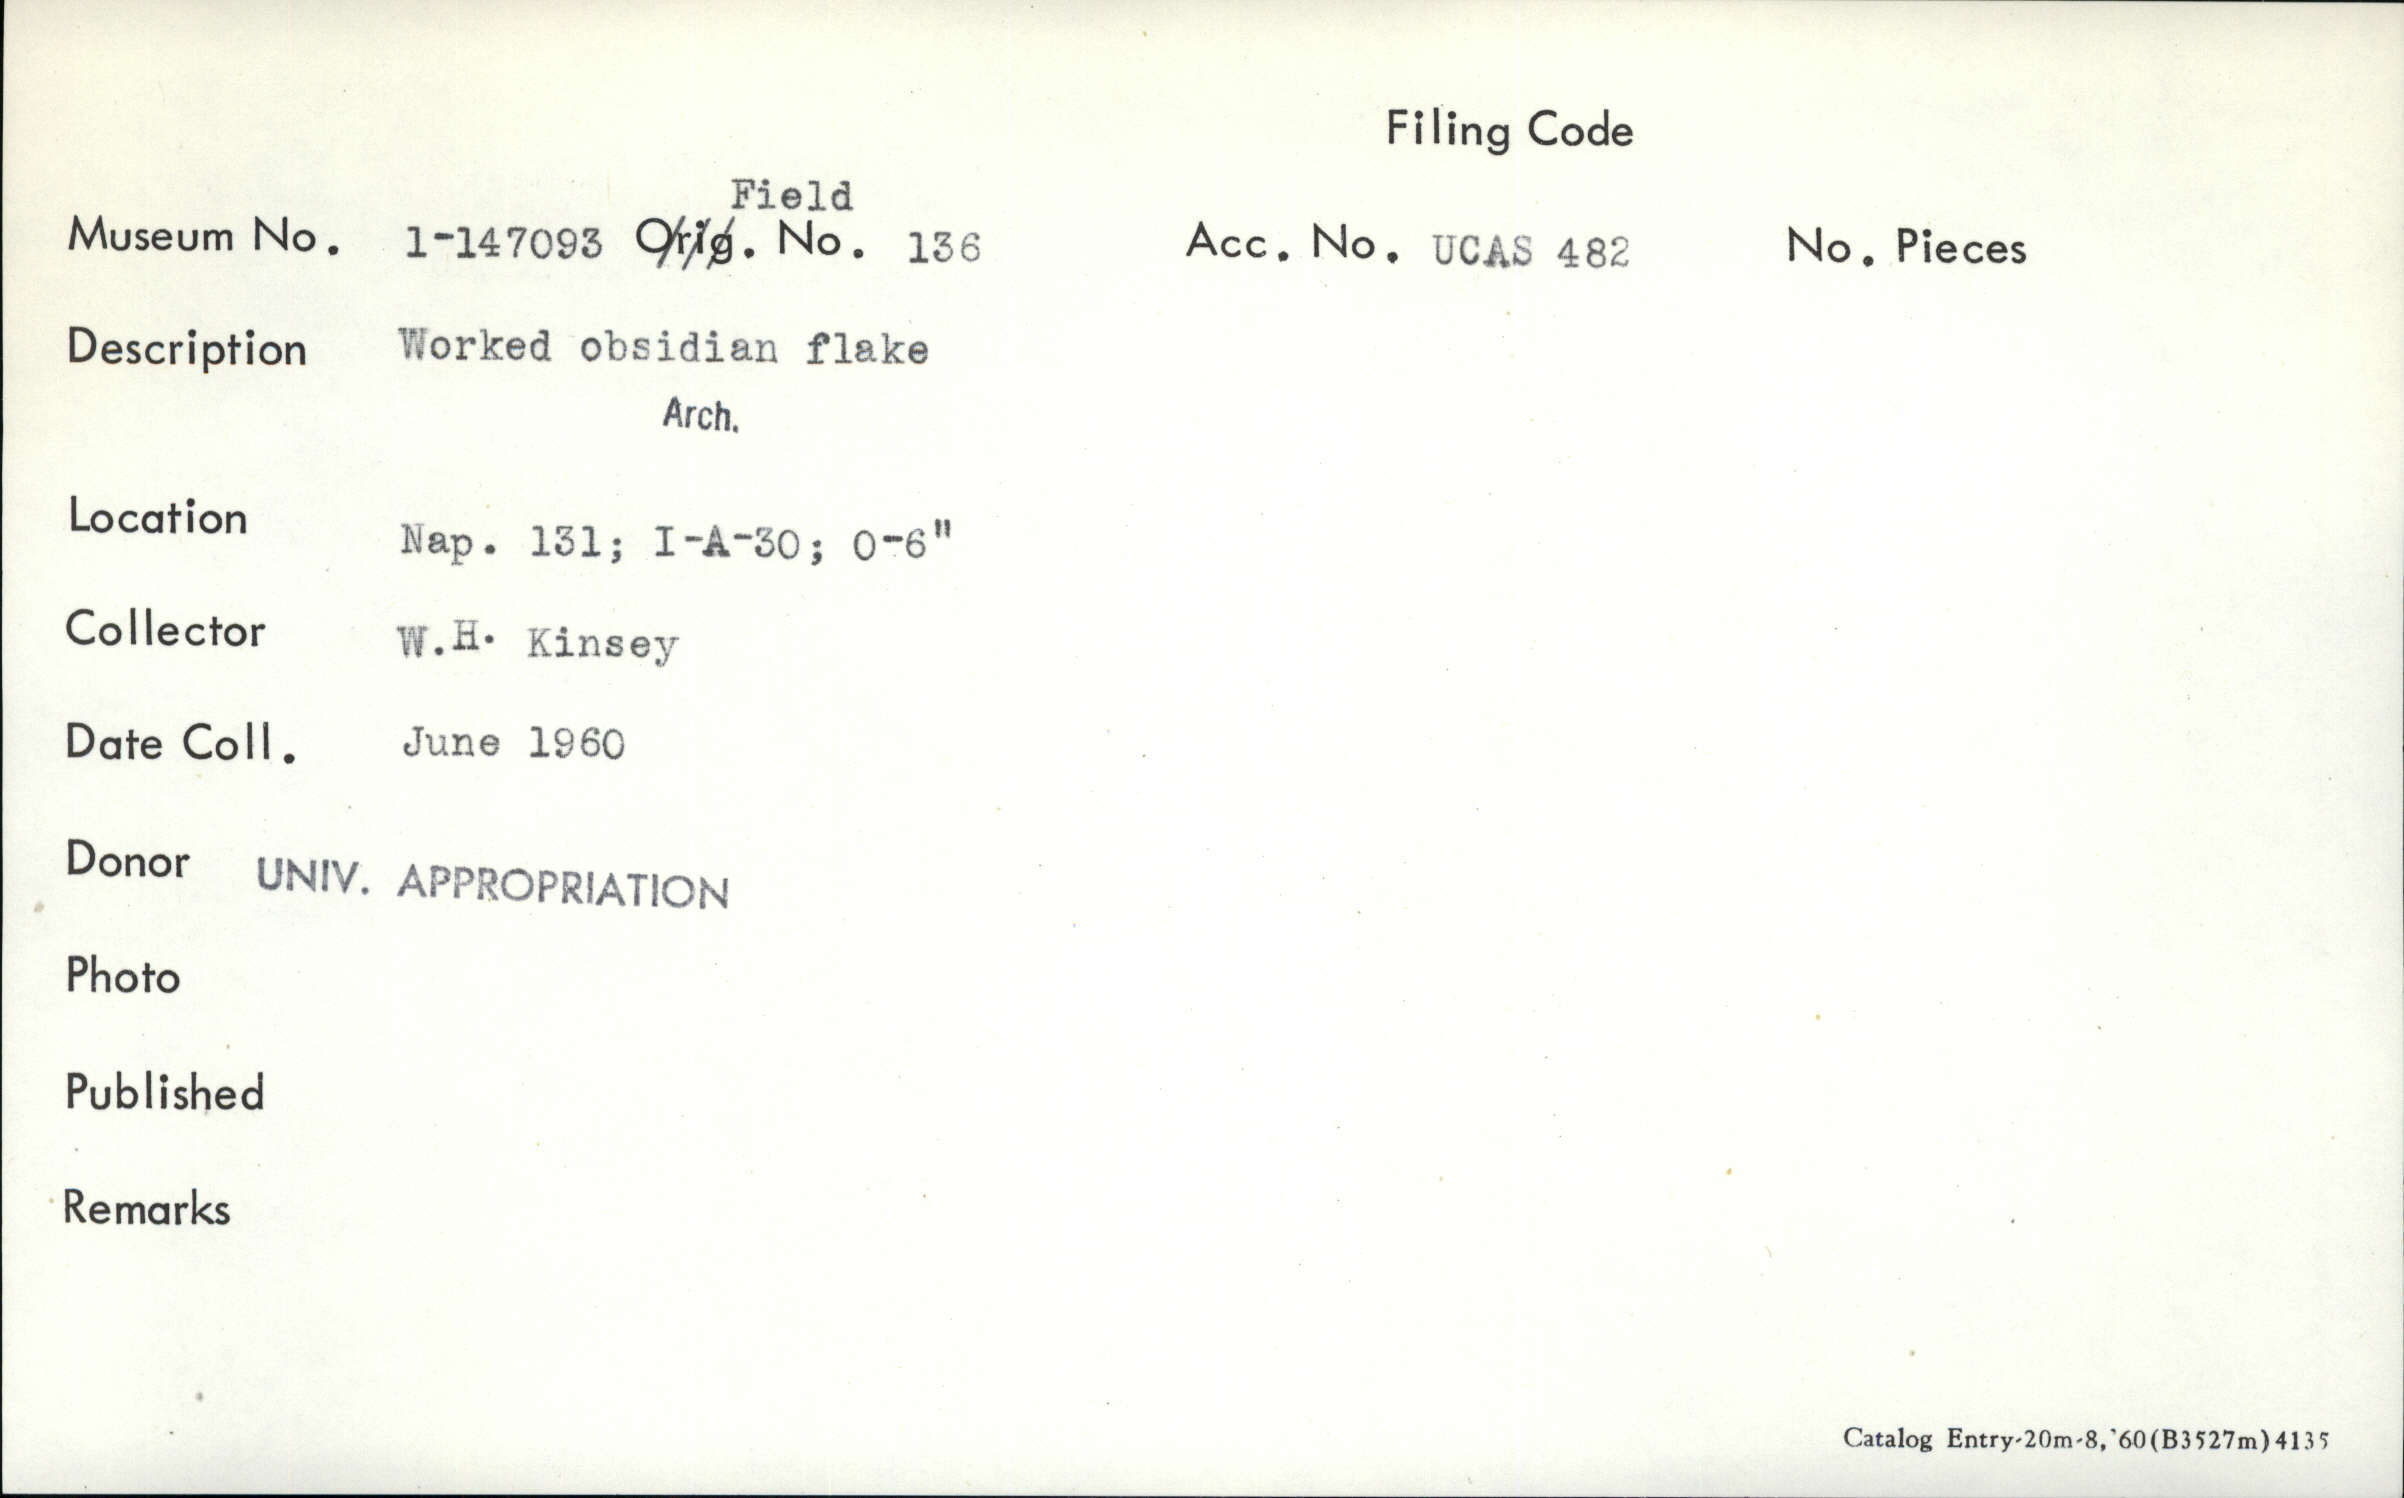 Filing Code
Field
Museum No. 1-147093 Orig. No. 136 Acc. No. UCAS 482 No. Pieces
Description Worked obsidian flake
Arch.
Location Nap. 131; I-A-30; 0-6"
Collector W.H. Kinsey
Date Coll. June 1960
Donor UNIV. APPROPRIATION
Photo
Published
Remarks
Catalog Entry-20m-8,'60(B3527m)4135